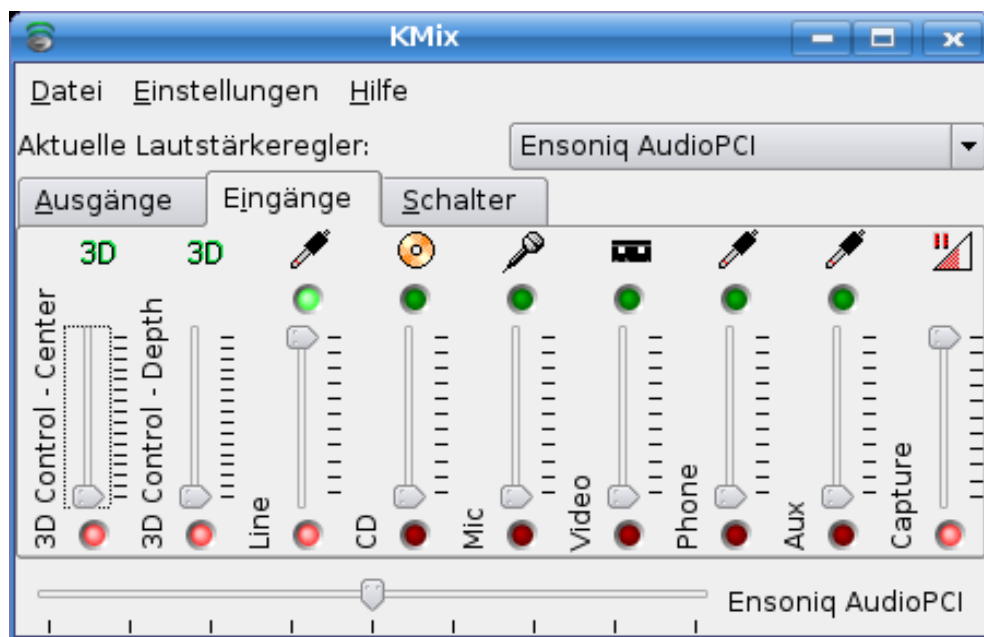 KMix
Datei Einstellungen Hilfe
Aktuelle Lautstärkeregler: Ensoniq AudioPCI
Ausgänge Eingänge Schalter
3D 3D
3D Control - Center
3D Control - Depth
Line
CD
Mic
Video
Phone
Aux
Capture
Ensoniq AudioPCI